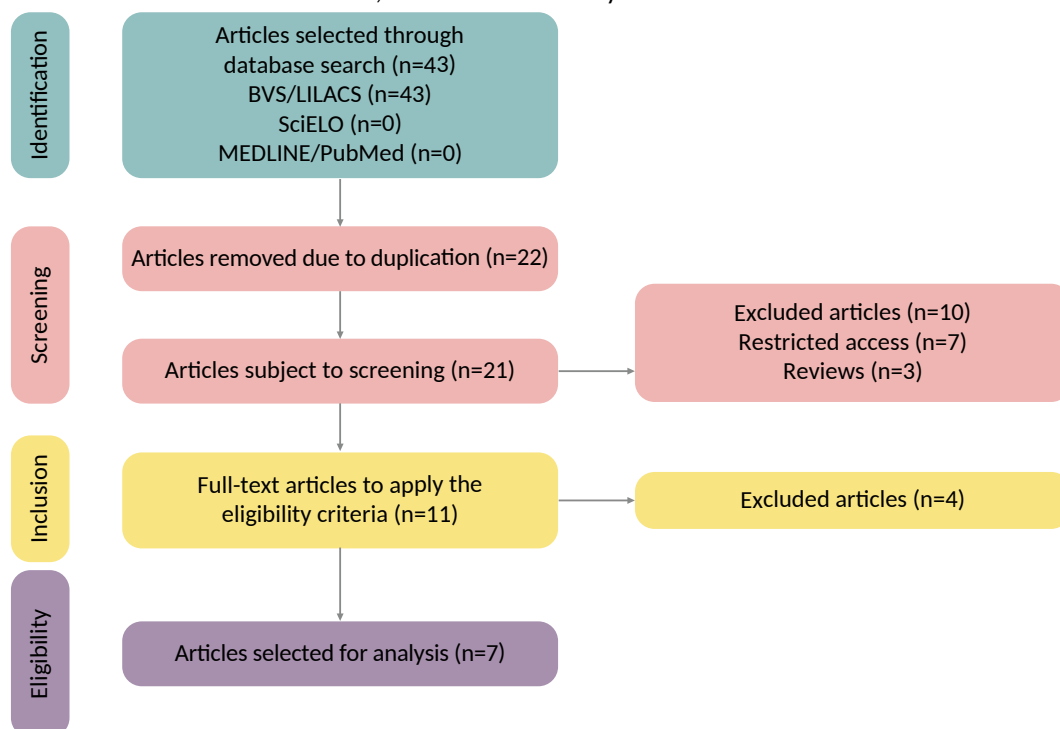 Identification
Articles selected through
database search (n=43)
BVS/LILACS (n=43)
SciELO (n=0)
MEDLINE/PubMed (n=0)
Screening
Articles removed due to duplication (n=22)
Articles subject to screening (n=21)
Excluded articles (n=10)
Restricted access (n=7)
Reviews (n=3)
Inclusion
Full-text articles to apply the
eligibility criteria (n=11)
Excluded articles (n=4)
Eligibility
Articles selected for analysis (n=7)